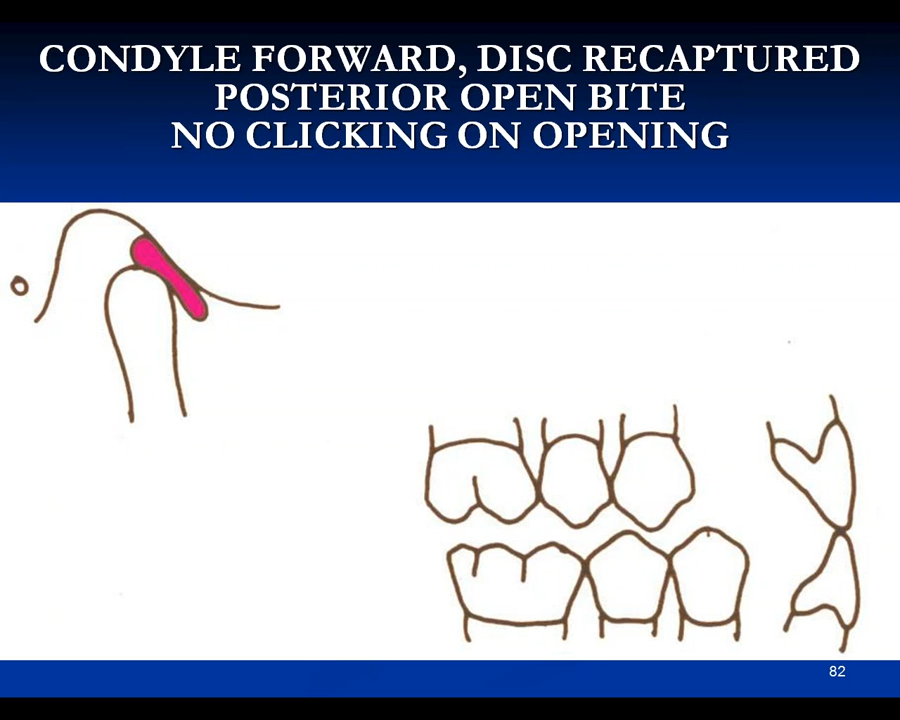 CONDYLE FORWARD, DISC RECAPTURED
POSTERIOR OPEN BITE
NO CLICKING ON OPENING
82